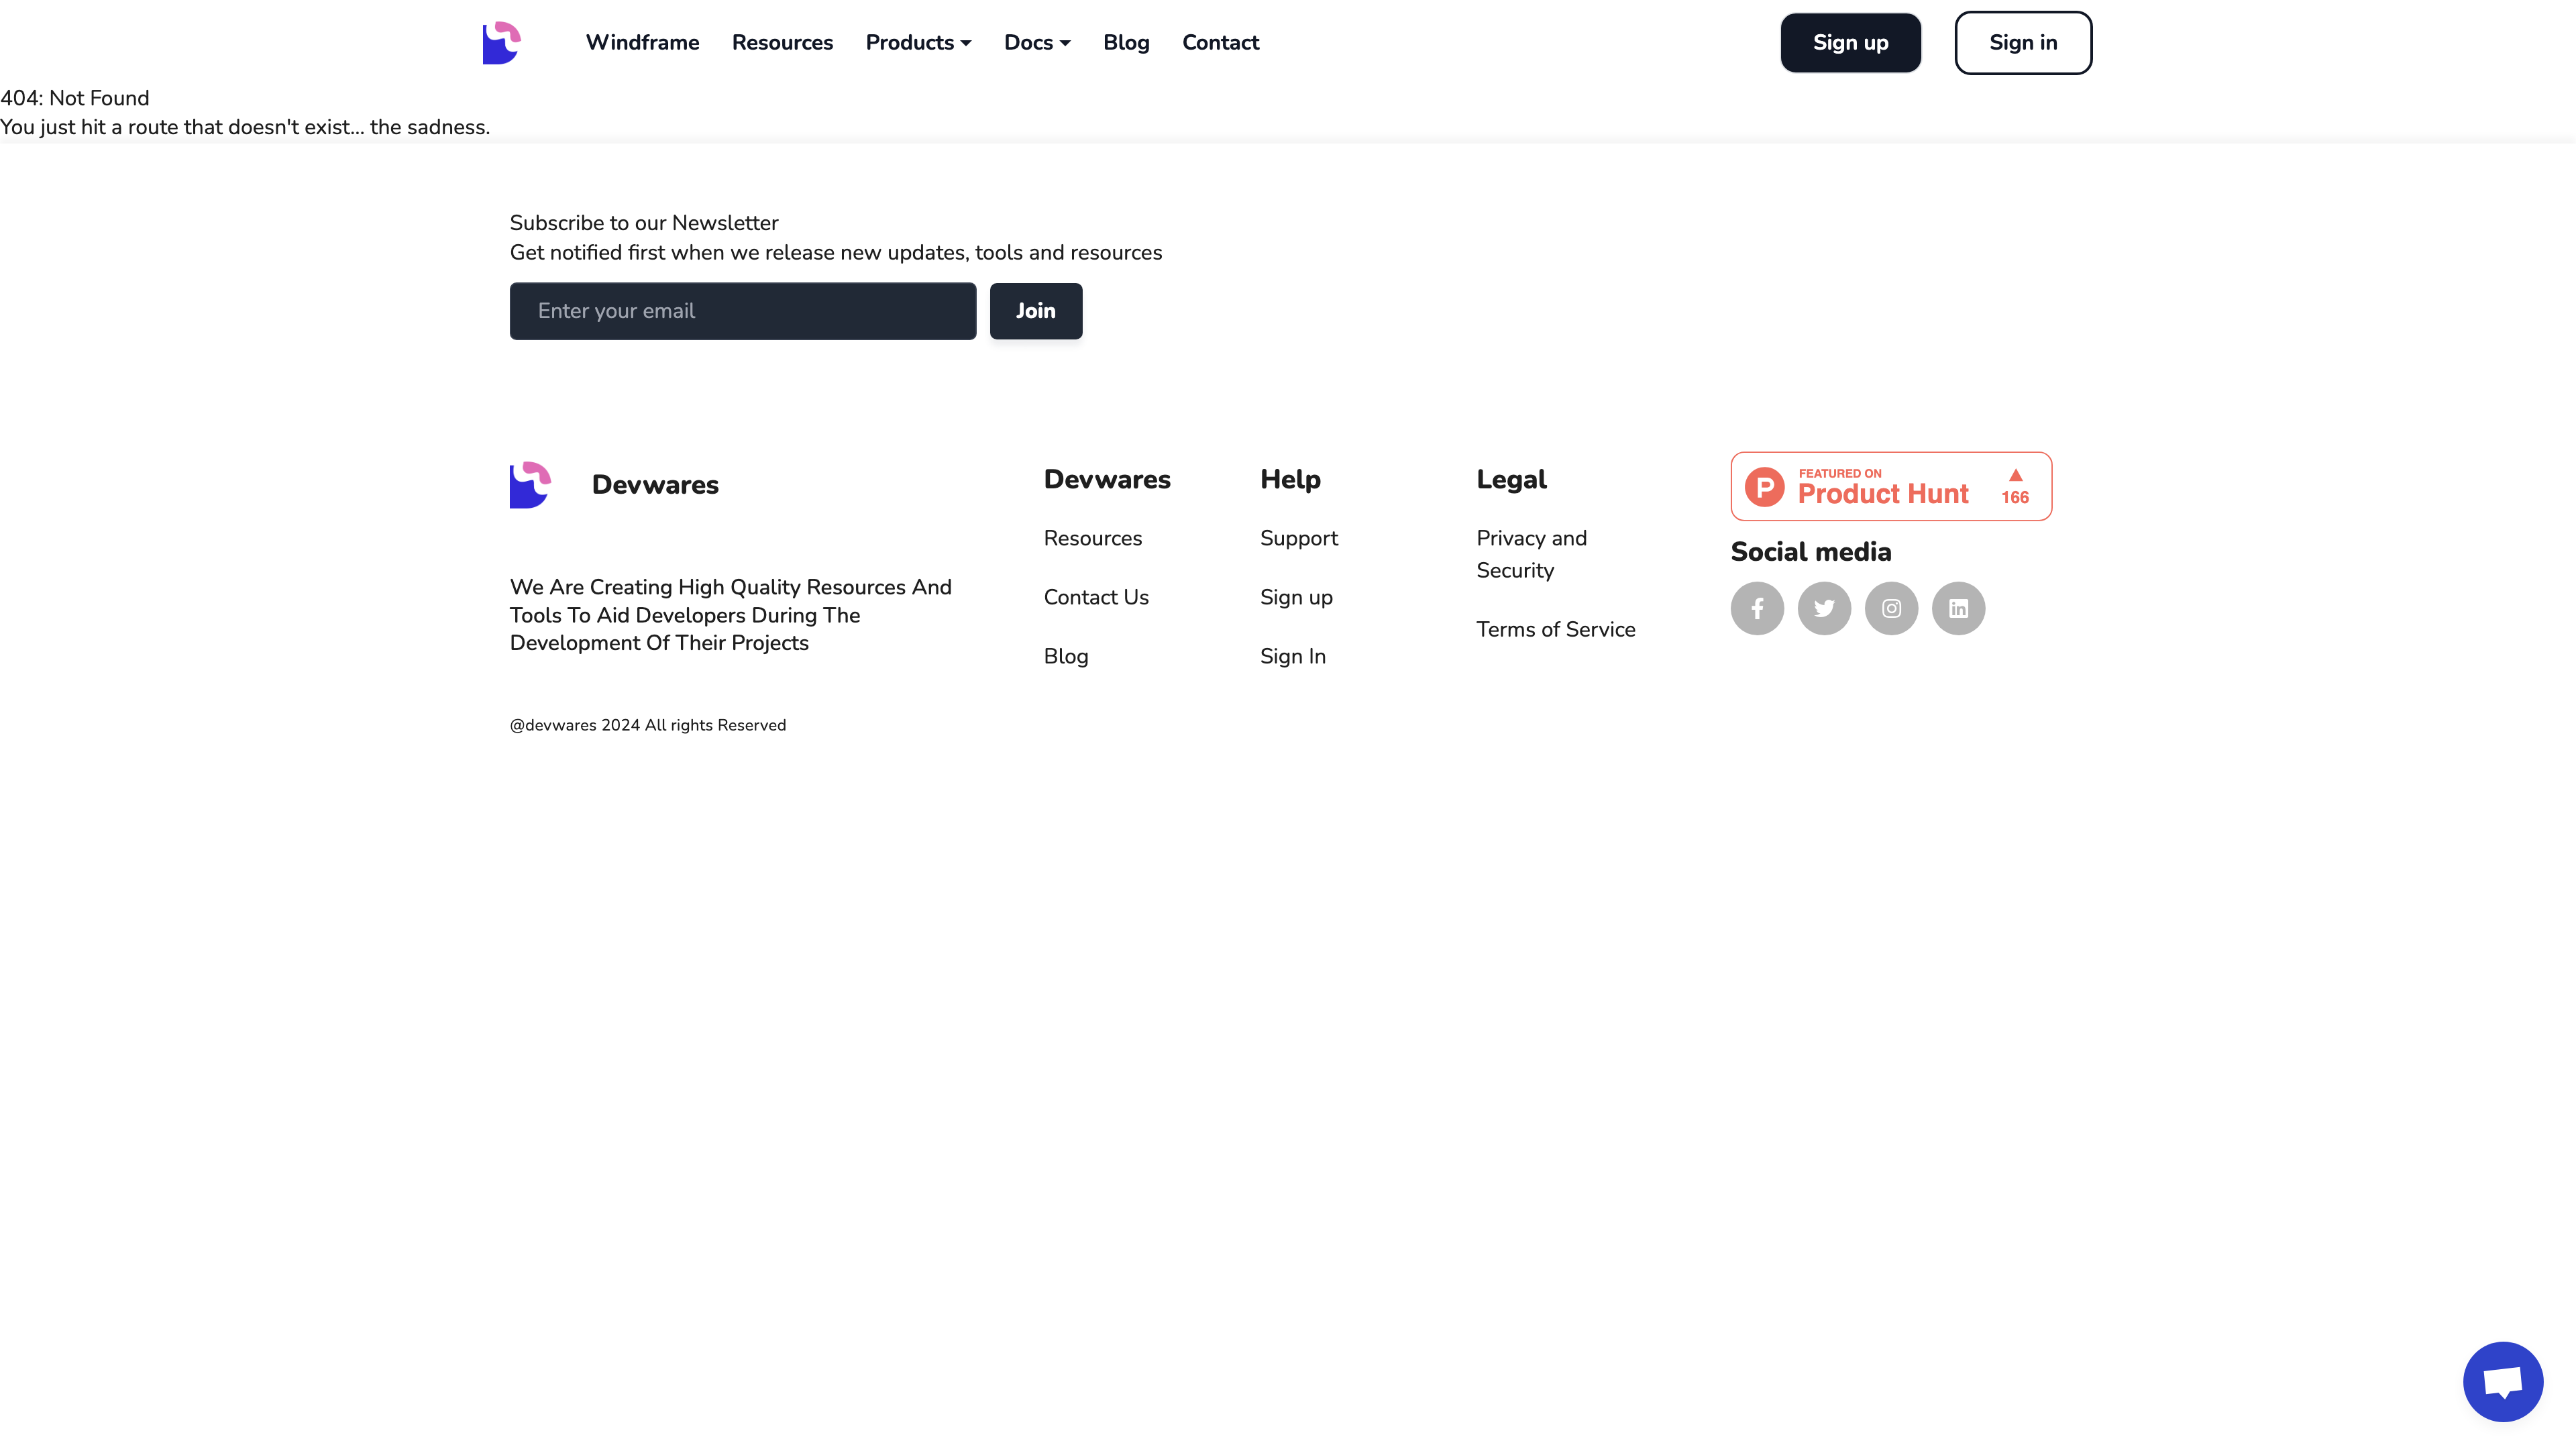 Windframe Resources Products Docs Blog Contact Sign up Sign in
404: Not Found
You just hit a route that doesn't exist... the sadness.
Subscribe to our Newsletter
Get notified first when we release new updates, tools and resources
Enter your email Join
Devwares
We Are Creating High Quality Resources And
Tools To Aid Developers During The
Development Of Their Projects
@devwares 2024 All rights Reserved
Devwares
Resources
Contact Us
Blog
Help
Support
Sign up
Sign In
Legal
Privacy and
Security
Terms of Service
FEATURED ON
Product Hunt
166
Social media